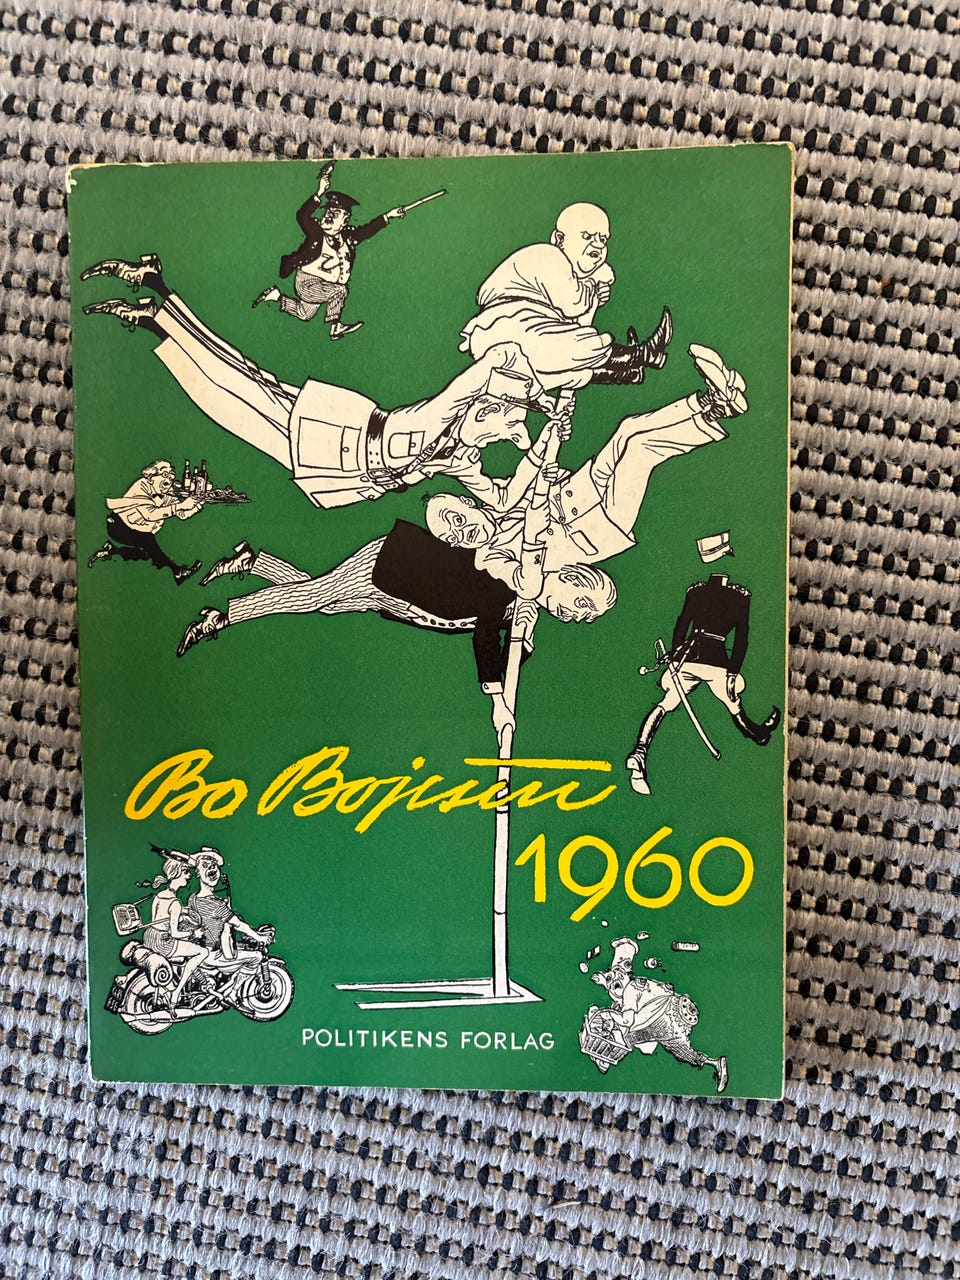 Bo Bojesen
1960
POLITIKENS FORLAG